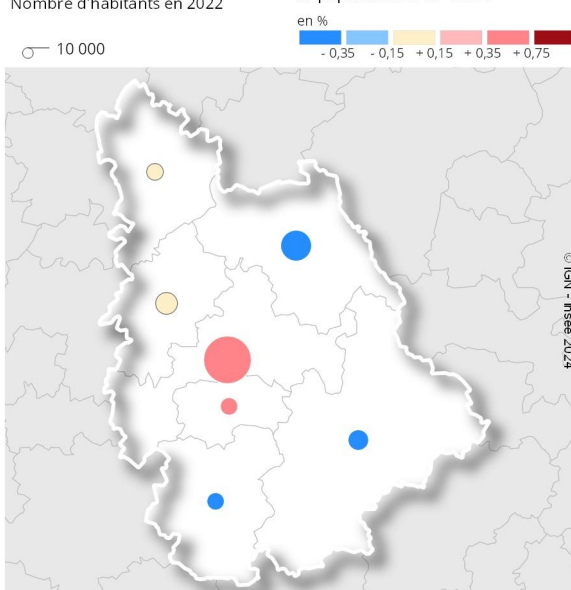 Nombre d'habitants en 2022
10 000
en %
- 0,35 - 0,15 + 0,15 + 0,35 + 0,75
© IGN - Insee 2024